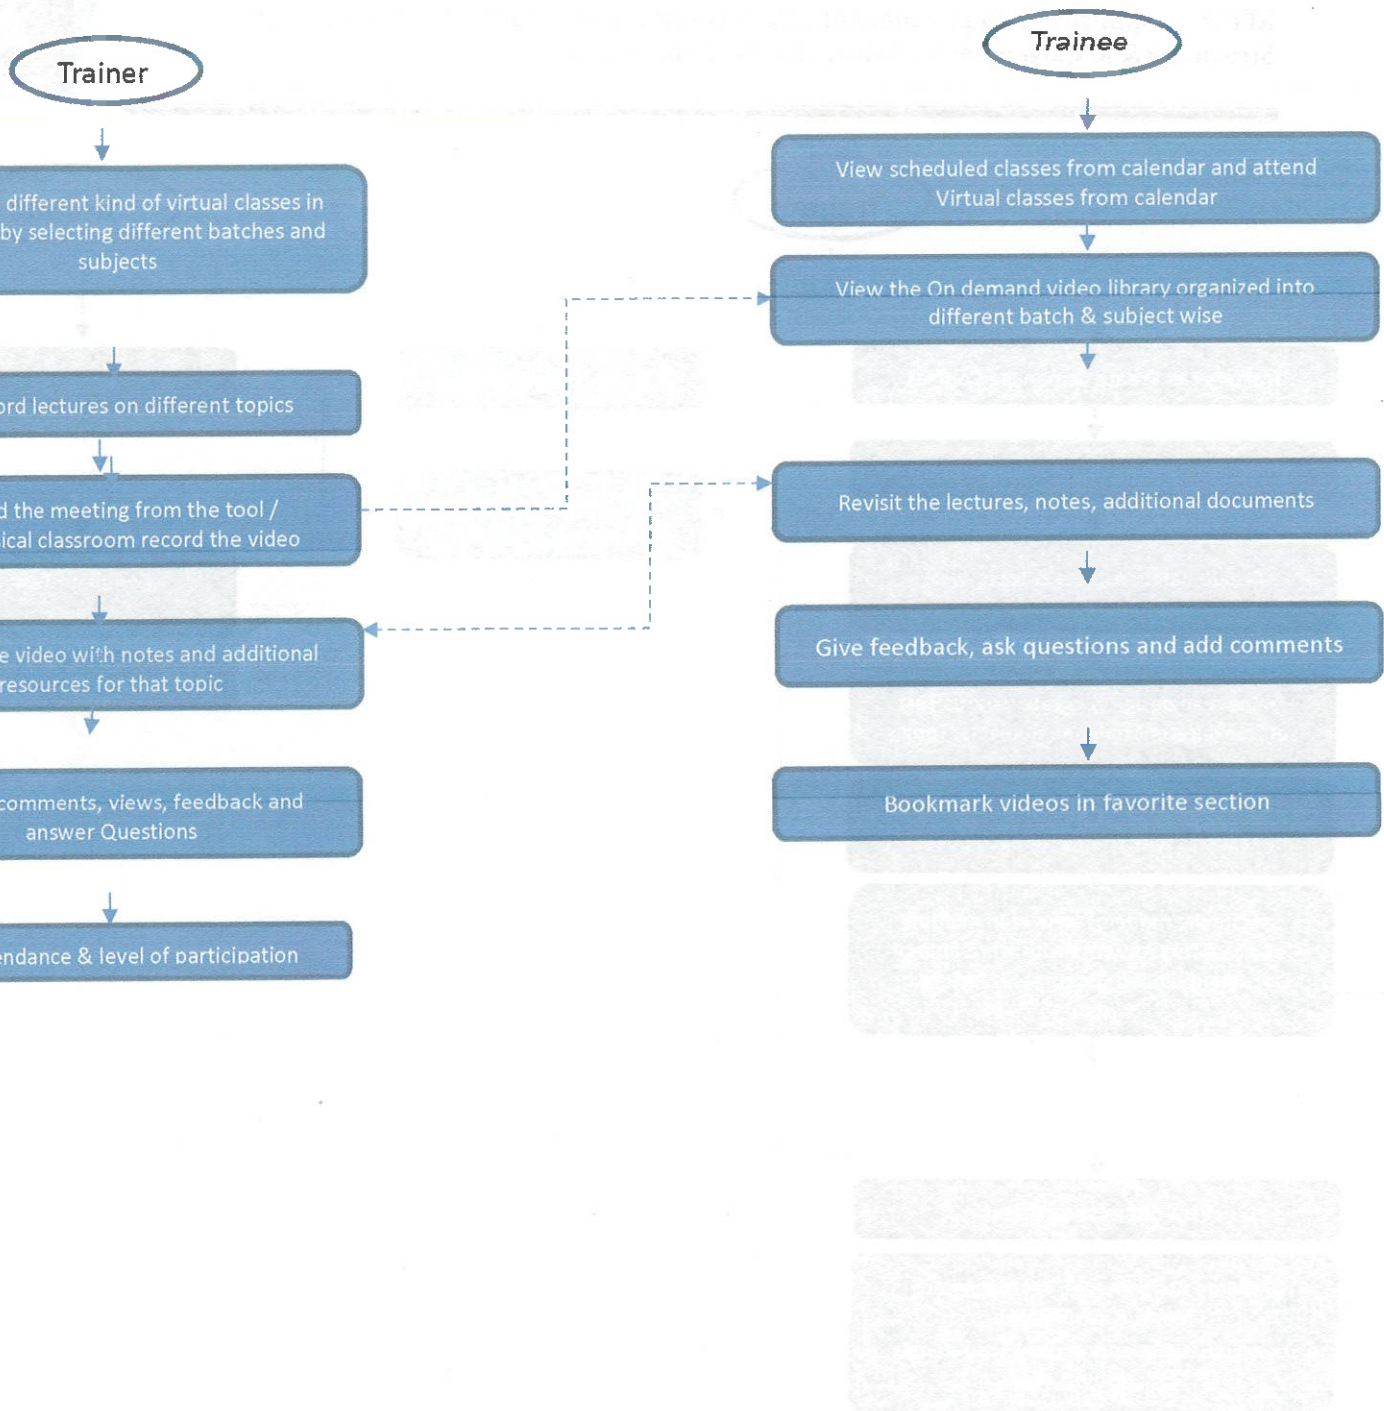 Trainer
different kind of virtual classes in
by selecting different batches and
subjects
lectures on different topics
the meeting from the tool /
classroom record the video
video with notes and additional
resources for that topic
comments, views, feedback and
answer Questions
& level of participation
Trainee
View scheduled classes from calendar and attend
Virtual classes from calendar
View the On demand video library organized into
different batch & subject wise
Revisit the lectures, notes, additional documents
Give feedback, ask questions and add comments
Bookmark videos in favorite section